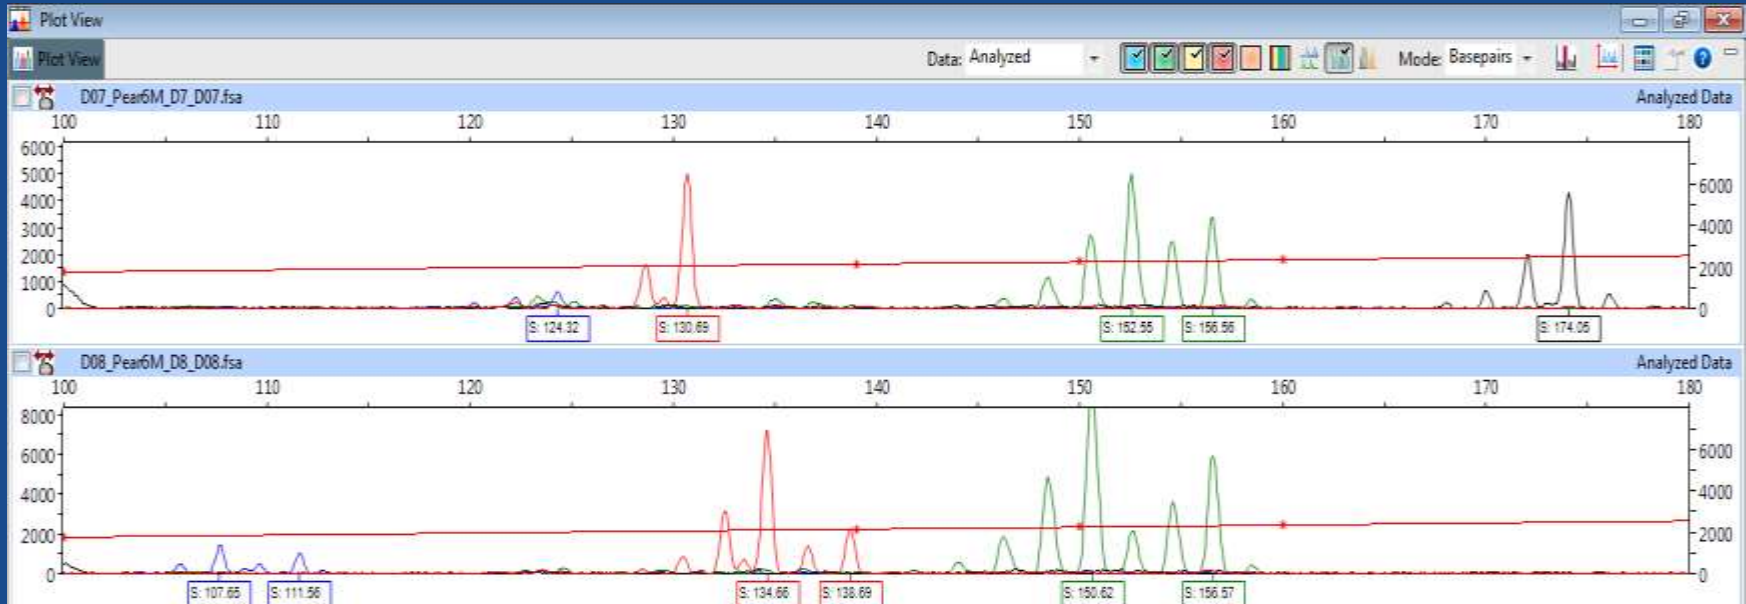 Plot View
Plot View Data: Analyzed Mode: Basepairs
D07_Pear6M_D7_D07.fsa Analyzed Data
100 110 120 130 140 150 160 170 180
6000
5000
4000
3000
2000
1000
0
6000
4000
2000
0
S: 124.32 S: 130.69 S: 152.55 S: 156.56 S: 174.05
D08_Pear6M_D8_D08.fsa Analyzed Data
100 110 120 130 140 150 160 170 180
8000
6000
4000
2000
0
6000
4000
2000
0
S: 107.65 S: 111.56 S: 134.66 S: 138.69 S: 150.62 S: 156.57